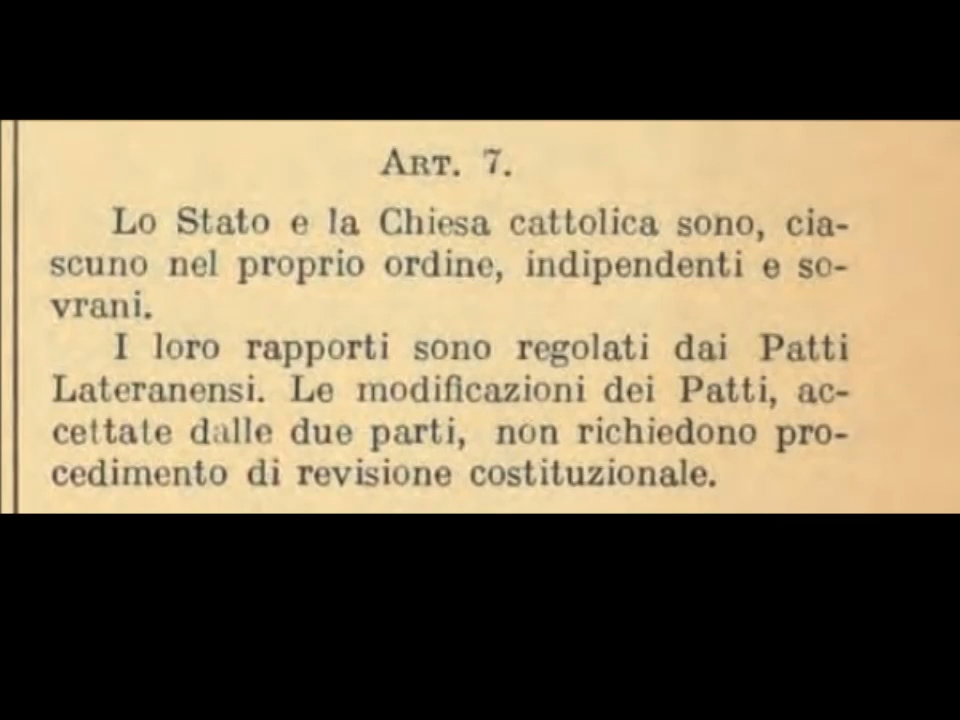 ART. 7.
Lo Stato e la Chiesa cattolica sono, cia-
scuno nel proprio ordine, indipendenti e so-
vrani.
I loro rapporti sono regolati dai Patti
Lateranensi. Le modificazioni dei Patti, ac-
cettate dalle due parti, non richiedono pro-
cedimento di revisione costituzionale.